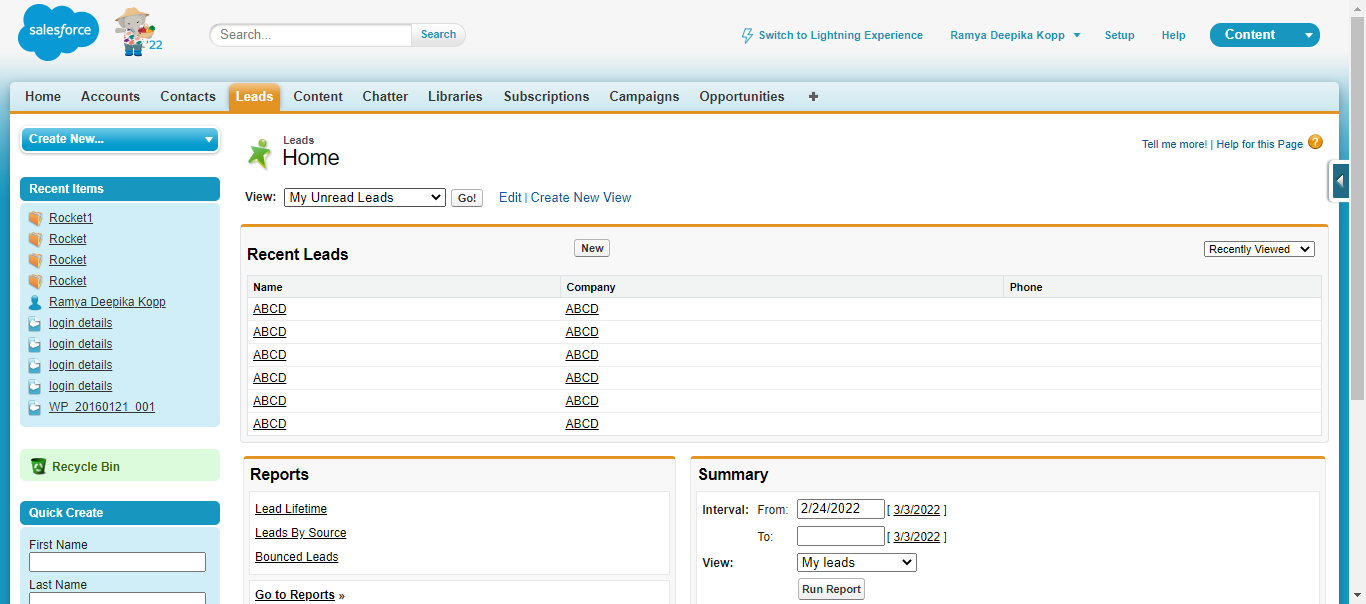 salesforce
'22
Search...
Search
Switch to Lightning Experience
Ramya Deepika Kopp
Setup
Help
Content
Home Accounts Contacts Leads Content Chatter Libraries Subscriptions Campaigns Opportunities +
Create New...
Leads
Home
Tell me more! | Help for this Page ?
View: My Unread Leads Go! Edit | Create New View
Recent Items
Rocket1
Rocket
Rocket
Rocket
Ramya Deepika Kopp
login details
login details
login details
login details
WP_20160121_001
Recycle Bin
Quick Create
First Name
Last Name
Recent Leads New Recently Viewed
Name Company Phone
ABCD ABCD
ABCD ABCD
ABCD ABCD
ABCD ABCD
ABCD ABCD
ABCD ABCD
Reports
Lead Lifetime
Leads By Source
Bounced Leads
Go to Reports »
Summary
Interval: From: 2/24/2022 [ 3/3/2022 ]
To: [ 3/3/2022 ]
View: My leads
Run Report